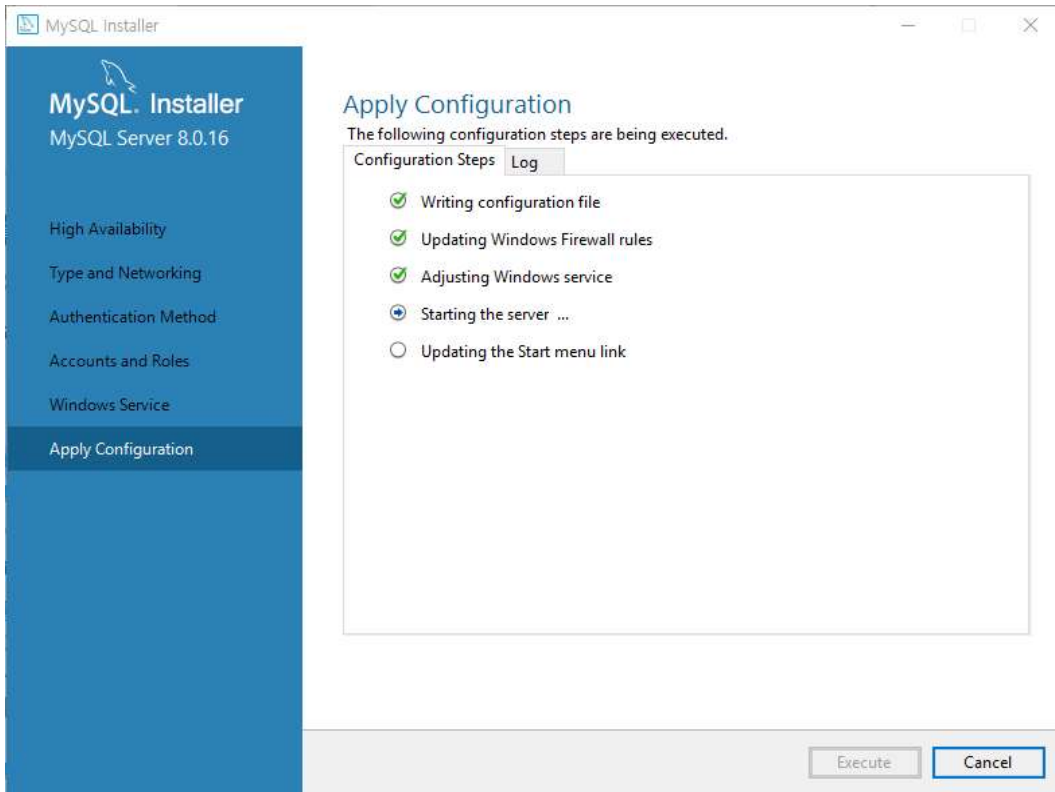 MySQL Installer
MySQL. Installer
MySQL Server 8.0.16
High Availability
Type and Networking
Authentication Method
Accounts and Roles
Windows Service
Apply Configuration
Apply Configuration
The following configuration steps are being executed.
Configuration Steps Log
Writing configuration file
Updating Windows Firewall rules
Adjusting Windows service
Starting the server ...
Updating the Start menu link
Execute Cancel